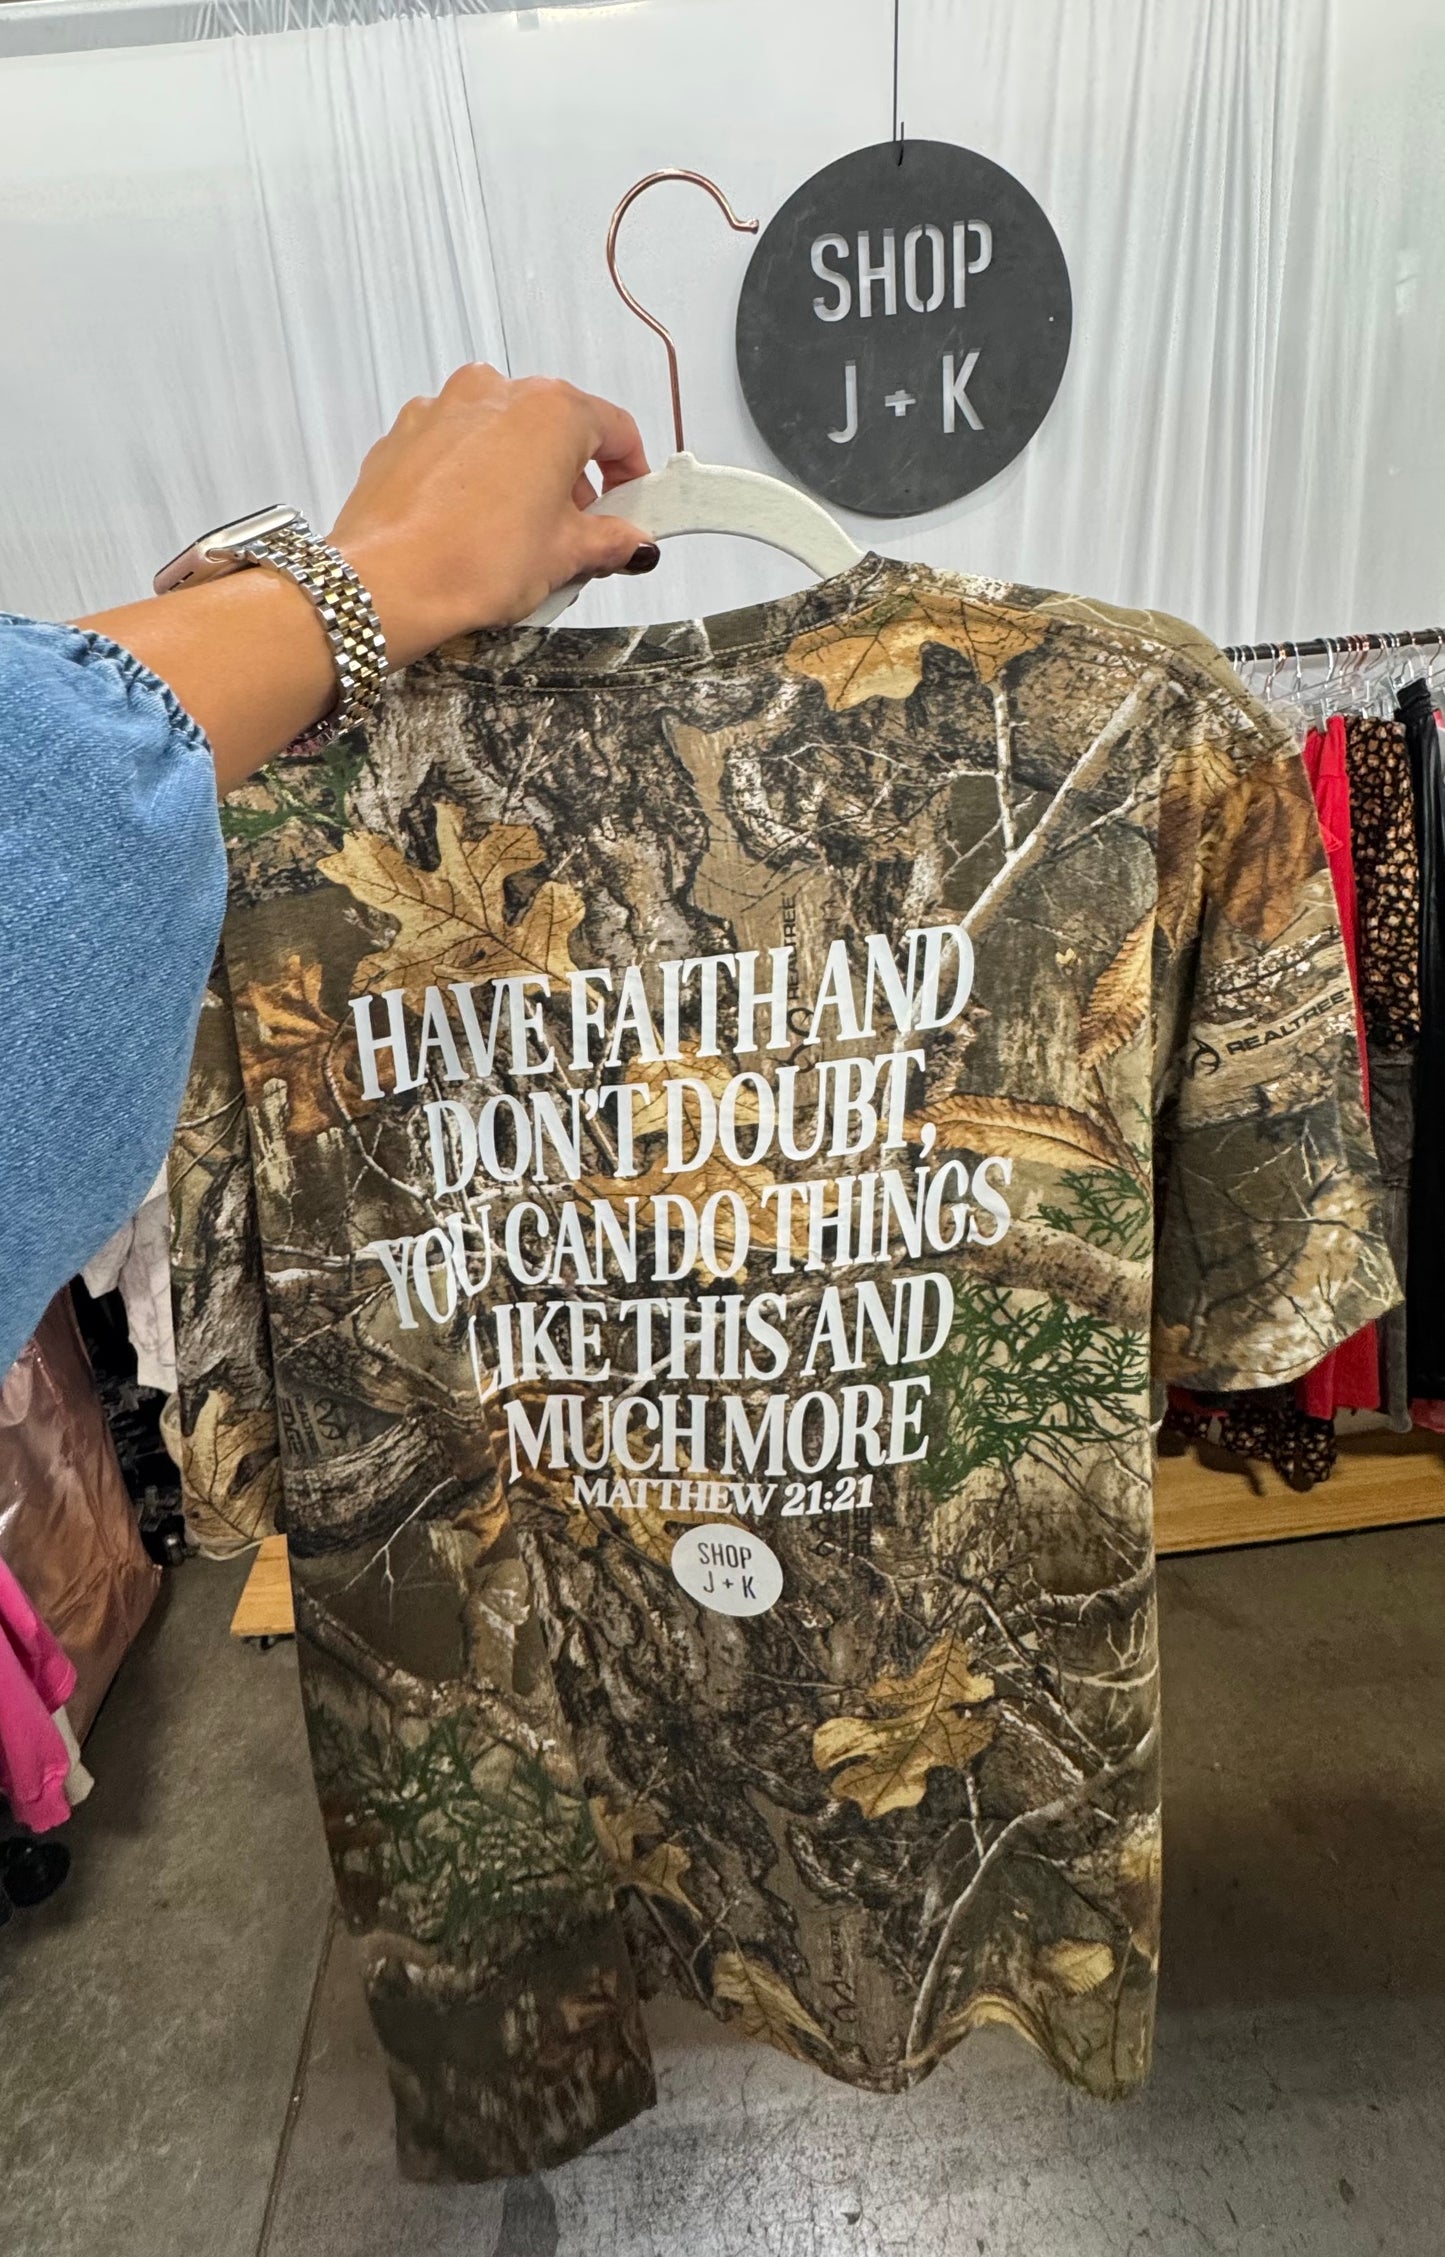 SHOP
J + K
HAVE FAITH AND
DON'T DOUBT,
YOU CAN DO THINGS
LIKE THIS AND
MUCH MORE
MATTHEW 21:21
SHOP
J + K
REALTREE
REALTREE